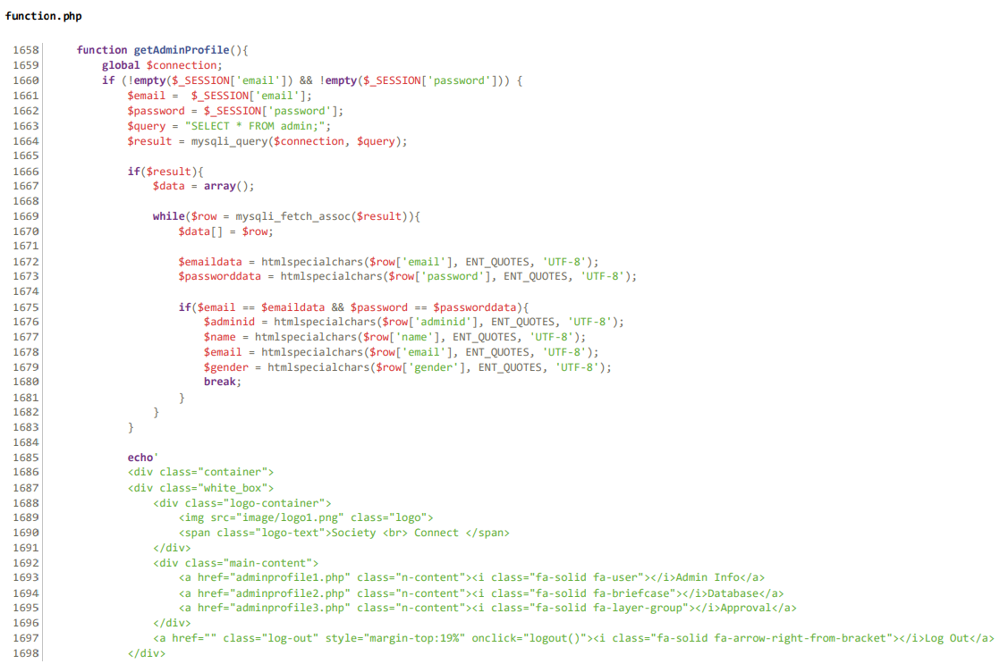 function.php
1658 function getAdminProfile(){
1659 global $connection;
1660 if (!empty($_SESSION['email']) && !empty($_SESSION['password'])) {
1661 $email =  $_SESSION['email'];
1662 $password = $_SESSION['password'];
1663 $query = "SELECT * FROM admin;";
1664 $result = mysqli_query($connection, $query);
1665
1666 if($result){
1667 $data = array();
1668
1669 while($row = mysqli_fetch_assoc($result)){
1670 $data[] = $row;
1671
1672 $emaildata = htmlspecialchars($row['email'], ENT_QUOTES, 'UTF-8');
1673 $passworddata = htmlspecialchars($row['password'], ENT_QUOTES, 'UTF-8');
1674
1675 if($email == $emaildata && $password == $passworddata){
1676 $adminid = htmlspecialchars($row['adminid'], ENT_QUOTES, 'UTF-8');
1677 $name = htmlspecialchars($row['name'], ENT_QUOTES, 'UTF-8');
1678 $email = htmlspecialchars($row['email'], ENT_QUOTES, 'UTF-8');
1679 $gender = htmlspecialchars($row['gender'], ENT_QUOTES, 'UTF-8');
1680 break;
1681 }
1682 }
1683 }
1684
1685 echo'
1686 <div class="container">
1687 <div class="white_box">
1688 <div class="logo-container">
1689 <img src="image/logo1.png" class="logo">
1690 <span class="logo-text">Society <br> Connect </span>
1691 </div>
1692 <div class="main-content">
1693 <a href="adminprofile1.php" class="n-content"><i class="fa-solid fa-user"></i>Admin Info</a>
1694 <a href="adminprofile2.php" class="n-content"><i class="fa-solid fa-briefcase"></i>Database</a>
1695 <a href="adminprofile3.php" class="n-content"><i class="fa-solid fa-layer-group"></i>Approval</a>
1696 </div>
1697 <a href="" class="log-out" style="margin-top:19%" onclick="logout()"><i class="fa-solid fa-arrow-right-from-bracket"></i>Log Out</a>
1698 </div>